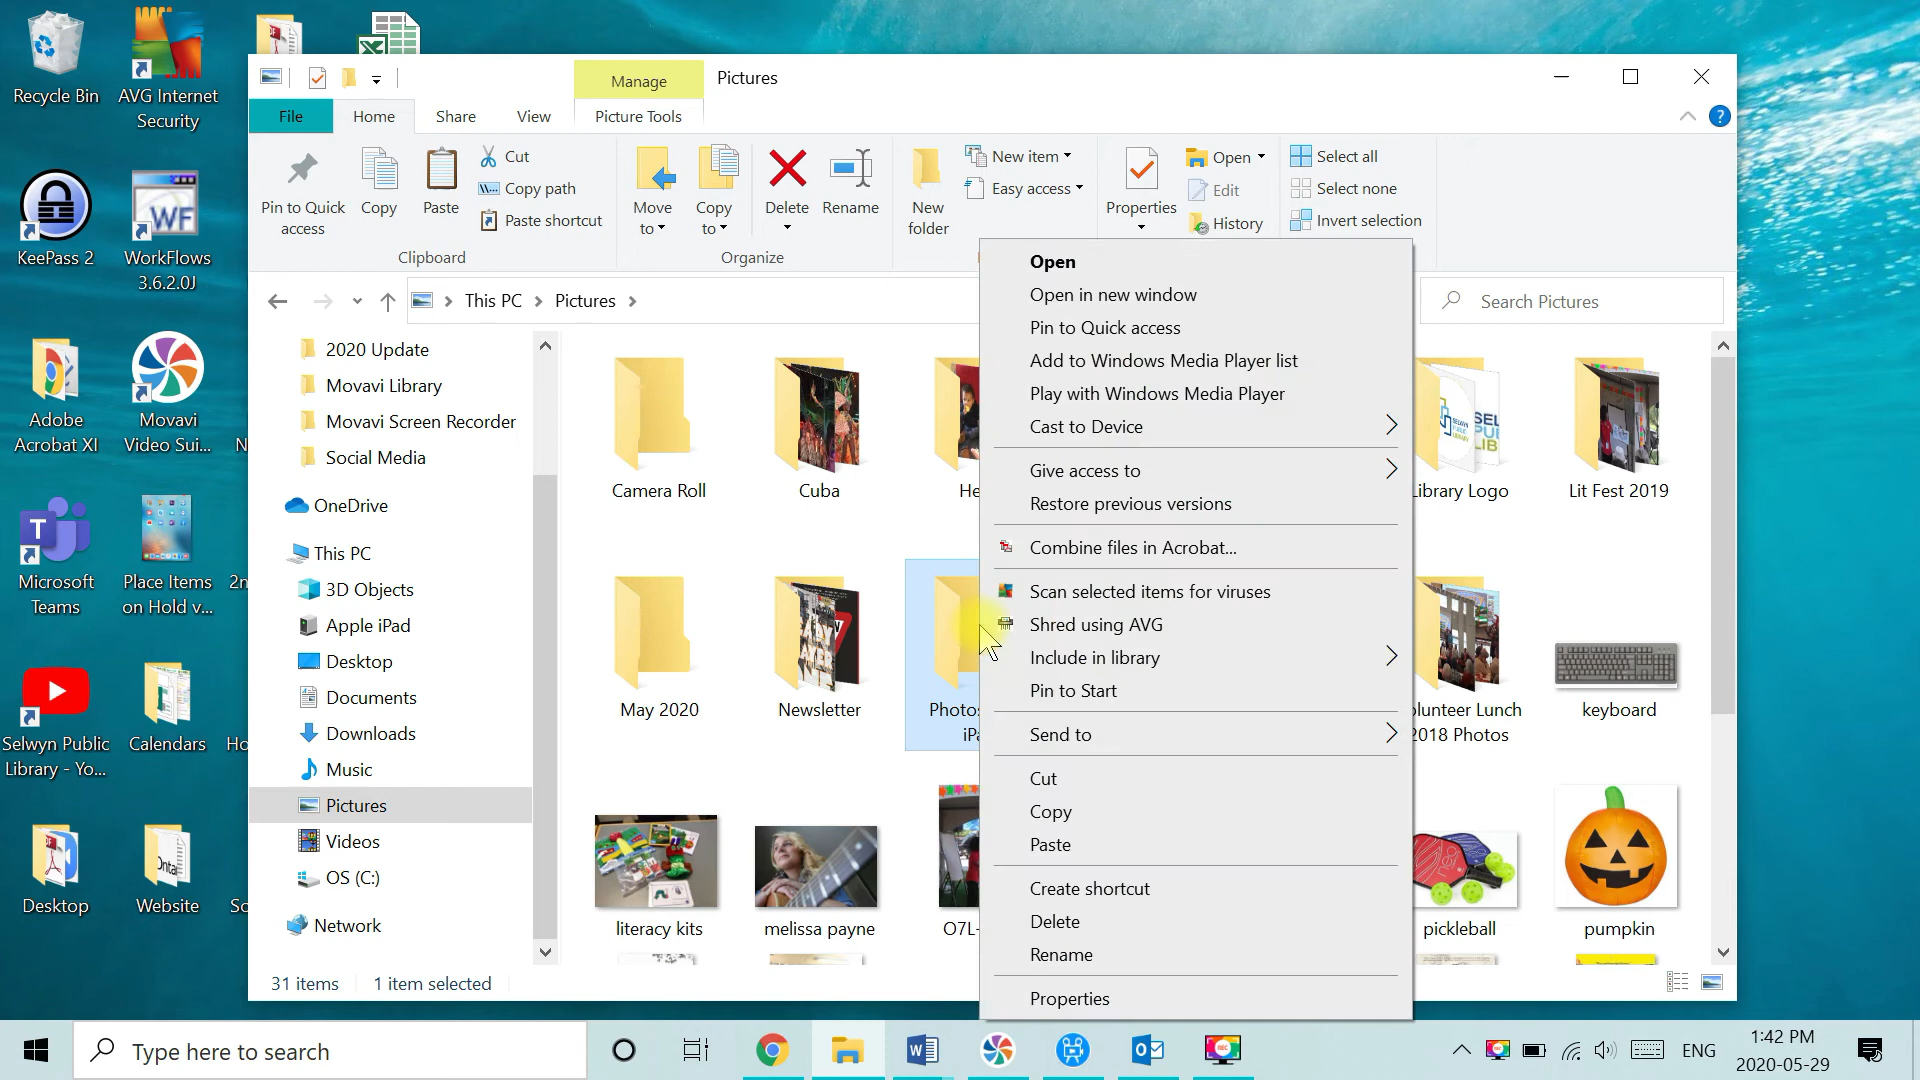 Recycle Bin
AVG Internet
Security
KeePass 2
WorkFlows
3.6.2.0J
Adobe
Acrobat XI
Movavi
Video Sui...
N
Microsoft
Teams
Place Items
on Hold v...
2n
Selwyn Public
Library - Yo...
Calendars
Ho
Desktop
Website
Sc
Manage
Pictures
File
Home
Share
View
Picture Tools
Pin to Quick
access
Copy
Paste
Cut
Copy path
Paste shortcut
Clipboard
Move
to
Copy
to
Delete
Rename
Organize
New
folder
New item
Easy access
Properties
Open
Edit
History
Select all
Select none
Invert selection
This PC
Pictures
Search Pictures
2020 Update
Movavi Library
Movavi Screen Recorder
Social Media
OneDrive
This PC
3D Objects
Apple iPad
Desktop
Documents
Downloads
Music
Pictures
Videos
OS (C:)
Network
Camera Roll
Cuba
He
Library Logo
Lit Fest 2019
May 2020
Newsletter
Photos
iPa
olunteer Lunch
2018 Photos
keyboard
literacy kits
melissa payne
O7L-
pickleball
pumpkin
Open
Open in new window
Pin to Quick access
Add to Windows Media Player list
Play with Windows Media Player
Cast to Device
Give access to
Restore previous versions
Combine files in Acrobat...
Scan selected items for viruses
Shred using AVG
Include in library
Pin to Start
Send to
Cut
Copy
Paste
Create shortcut
Delete
Rename
Properties
31 items
1 item selected
Type here to search
ENG
1:42 PM
2020-05-29